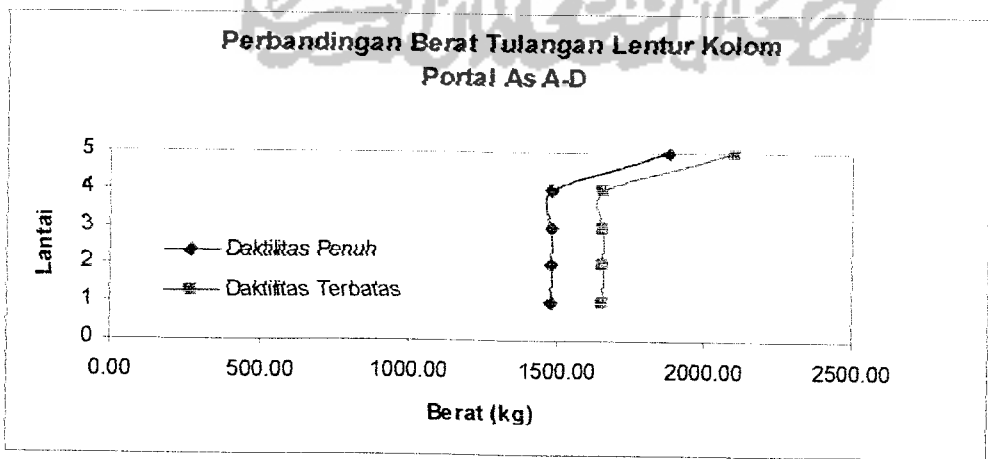 Perbandingan Berat Tulangan Lentur Kolom
Portal As A-D
5
4
3
2
1
0
Lantai
Daktilitas Penuh
Daktilitas Terbatas
0.00 500.00 1000.00 1500.00 2000.00 2500.00
Berat (kg)